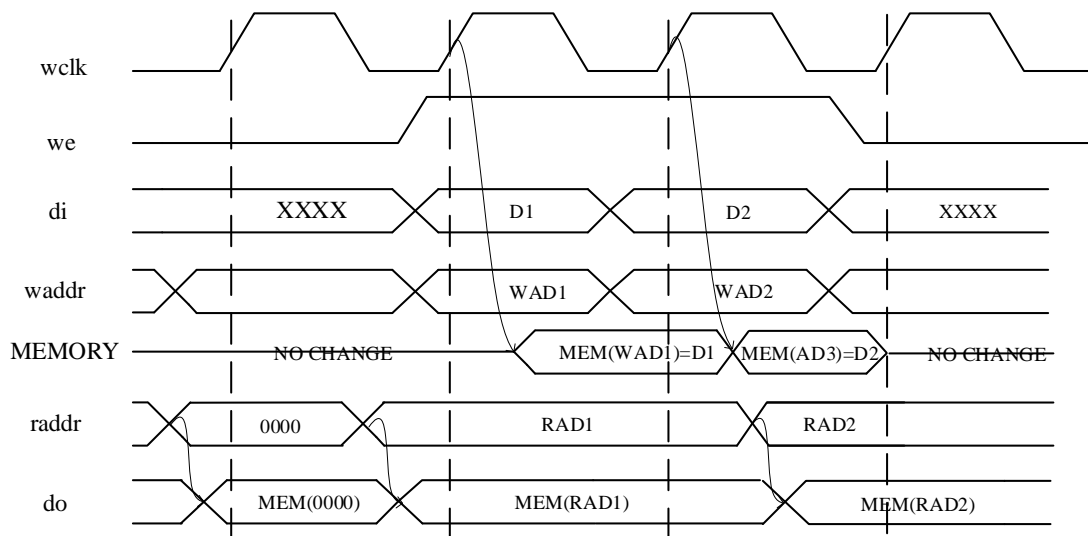 wclk
we
di XXXX D1 D2 XXXX
waddr WAD1 WAD2
MEMORY NO CHANGE MEM(WAD1)=D1 MEM(AD3)=D2 NO CHANGE
raddr 0000 RAD1 RAD2
do MEM(0000) MEM(RAD1) MEM(RAD2)